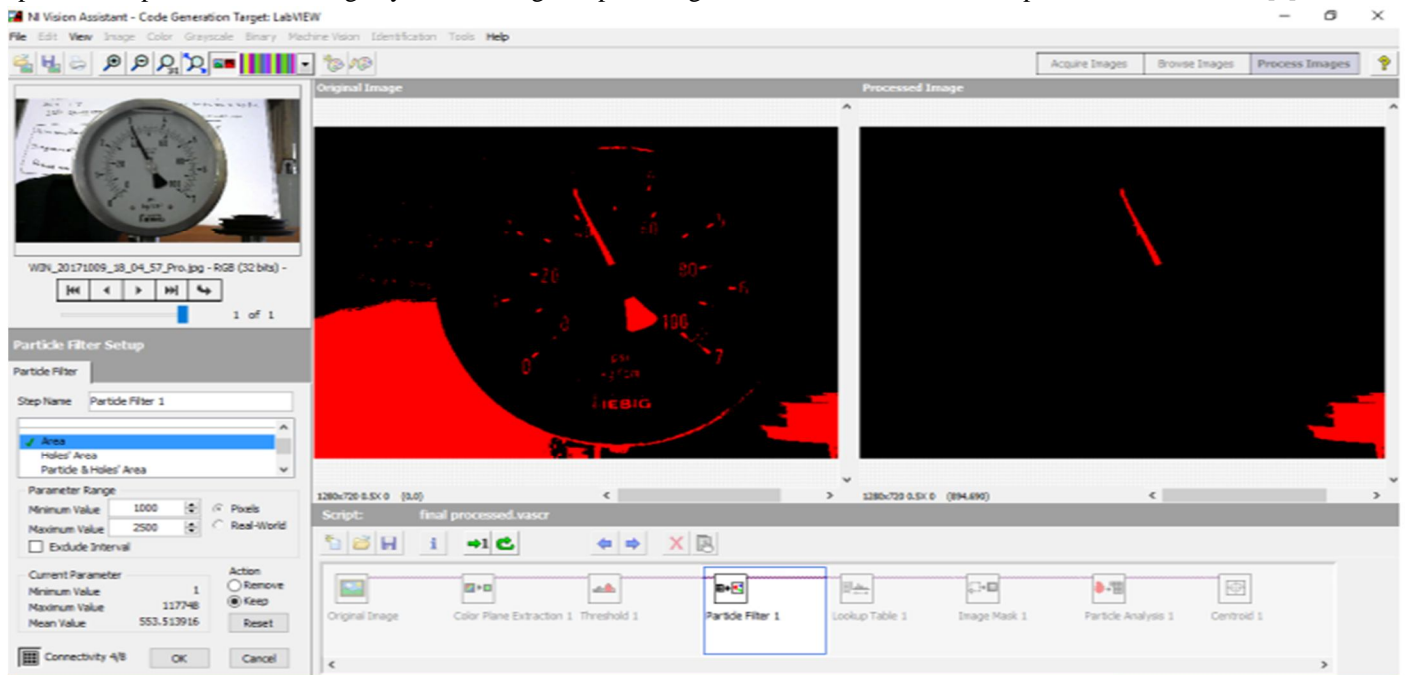 NI Vision Assistant - Code Generation Target: LabVIEW
File Edit View Image Color Grayscale Binary Machine Vision Identification Tools Help
Acquire Images Browse Images Process Images
Original Image Processed Image
WIN_20171009_18_04_57_Pro.jpg - RGB (32 bits) -
1 of 1
Particle Filter Setup
Particle Filter
Step Name Particle Filter 1
Area
Holes' Area
Particle & Holes' Area
Parameter Range
Minimum Value 1000 Pixels
Maximum Value 2500 Real-World
Exclude Interval
Current Parameter Action
Minimum Value 1 Remove
Maximum Value 117748 Keep
Mean Value 553.513916 Reset
Connectivity 4/8 OK Cancel
80
100
0
7
IEBIG
1280x720 0.5X 0 (0,0) 1280x720 0.5X 0 (894,690)
Script: final processed.vascr
Original Image Color Plane Extraction 1 Threshold 1 Particle Filter 1 Lookup Table 1 Image Mask 1 Particle Analysis 1 Centroid 1